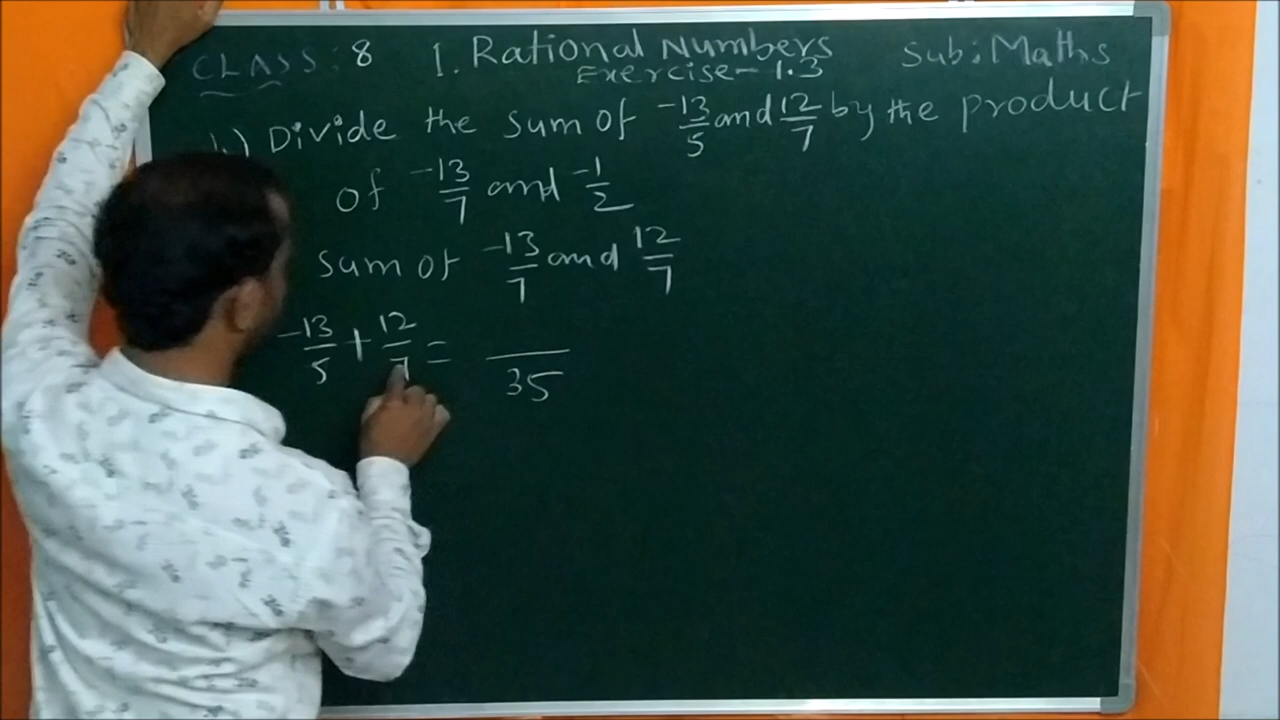 CLASS: 8 1. Rational Numbers Sub: Maths
Exercise - 1.3
) Divide the sum of -13/5 and 12/7 by the product
of -13/7 and -1/2
sum of -13/7 and 12/7
-13/5 + 12/7 = /35